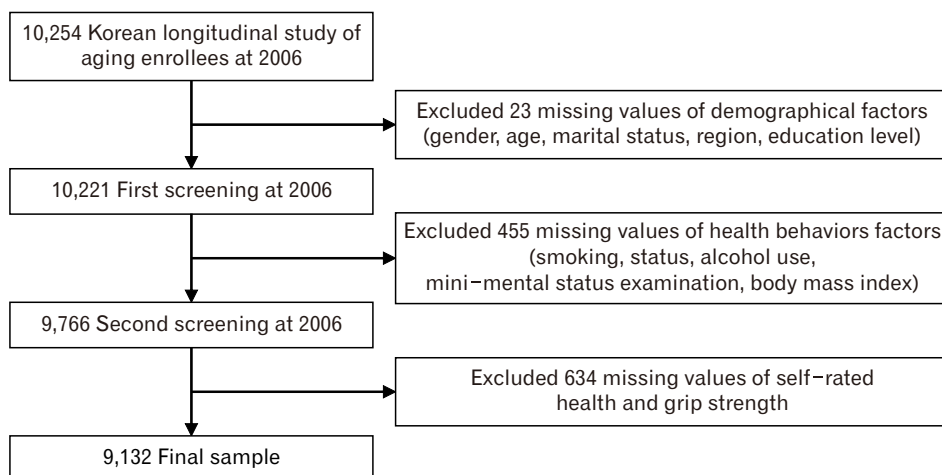 10,254 Korean longitudinal study of
aging enrollees at 2006
Excluded 23 missing values of demographical factors
(gender, age, marital status, region, education level)
10,221 First screening at 2006
Excluded 455 missing values of health behaviors factors
(smoking, status, alcohol use,
mini-mental status examination, body mass index)
9,766 Second screening at 2006
Excluded 634 missing values of self-rated
health and grip strength
9,132 Final sample